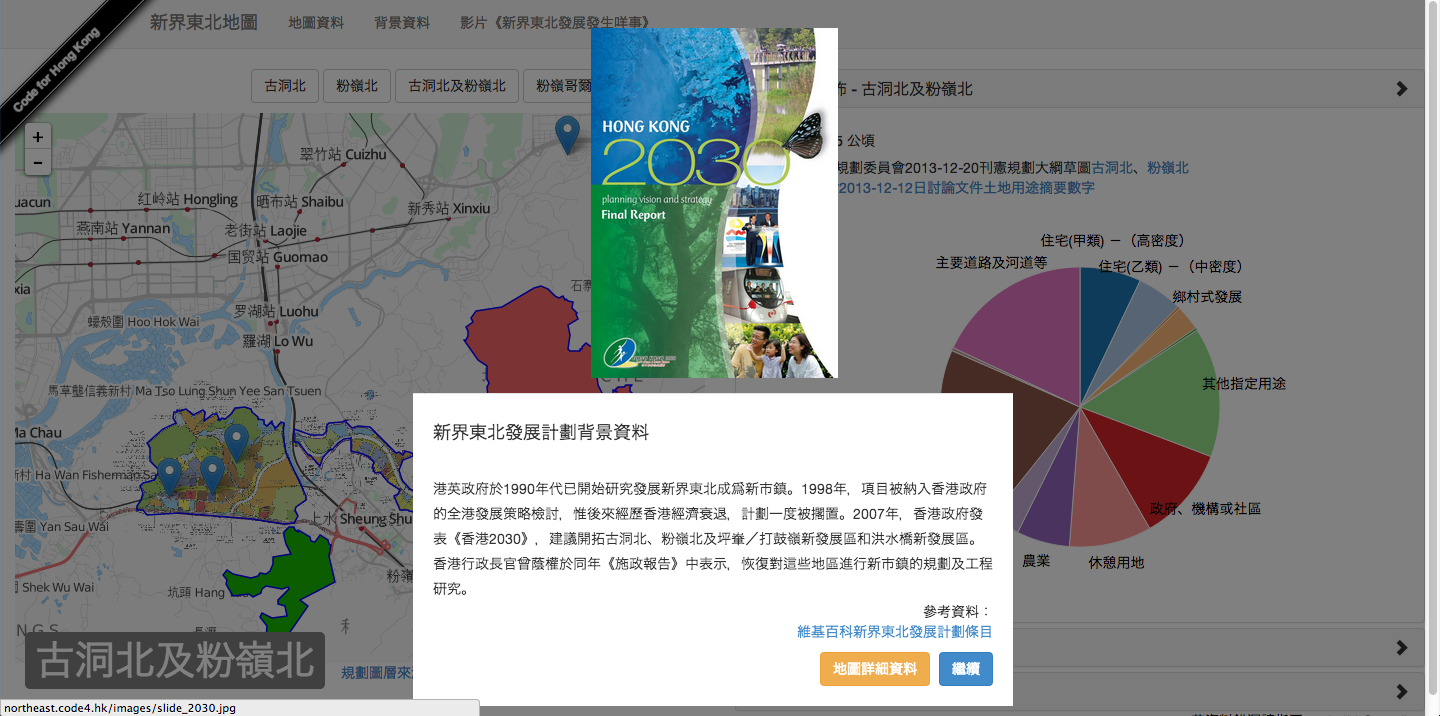 Code for Hong Kong
新界東北地圖
地圖資料
背景資料
影片《新界東北發展發生咩事》
古洞北
粉嶺北
古洞北及粉嶺北
粉嶺哥爾
+
−
翠竹站 Cuizhu
红岭站 Hongling
晒布站 Shaibu
新秀站 Xinxiu
燕南站 Yannan
老街站 Laojie
国贸站 Guomao
罗湖站 Luohu
蠔殼圍 Hoo Hok Wai
羅湖 Lo Wu
馬草壟信義新村 Ma Tso Lung Shun Yee San Tsuen
Ma Chau
Ha Wan Fisherman Sa
Yan Sau Wai
上水 Sheung Shu
Shek Wu Wai
坑頭 Hang
粉嶺
古洞北及粉嶺北
規劃圖層來
HONG KONG
2030
planning vision and strategy
Final Report
新界東北發展計劃背景資料
港英政府於1990年代已開始研究發展新界東北成為新市鎮。1998年，項目被納入香港政府
的全港發展策略檢討，惟後來經歷香港經濟衰退，計劃一度被擱置。2007年，香港政府發
表《香港2030》，建議開拓古洞北、粉嶺北及坪輋／打鼓嶺新發展區和洪水橋新發展區。
香港行政長官曾蔭權於同年《施政報告》中表示，恢復對這些地區進行新市鎮的規劃及工程
研究。
參考資料：
維基百科新界東北發展計劃條目
地圖詳細資料
繼續
佈 - 古洞北及粉嶺北
5 公頃
規劃委員會2013-12-20刊憲規劃大綱草圖古洞北、粉嶺北
2013-12-12日討論文件土地用途摘要數字
住宅(甲類) －（高密度）
主要道路及河道等
住宅(乙類) －（中密度）
鄉村式發展
其他指定用途
政府、機構或社區
農業
休憩用地
northeast.code4.hk/images/slide_2030.jpg